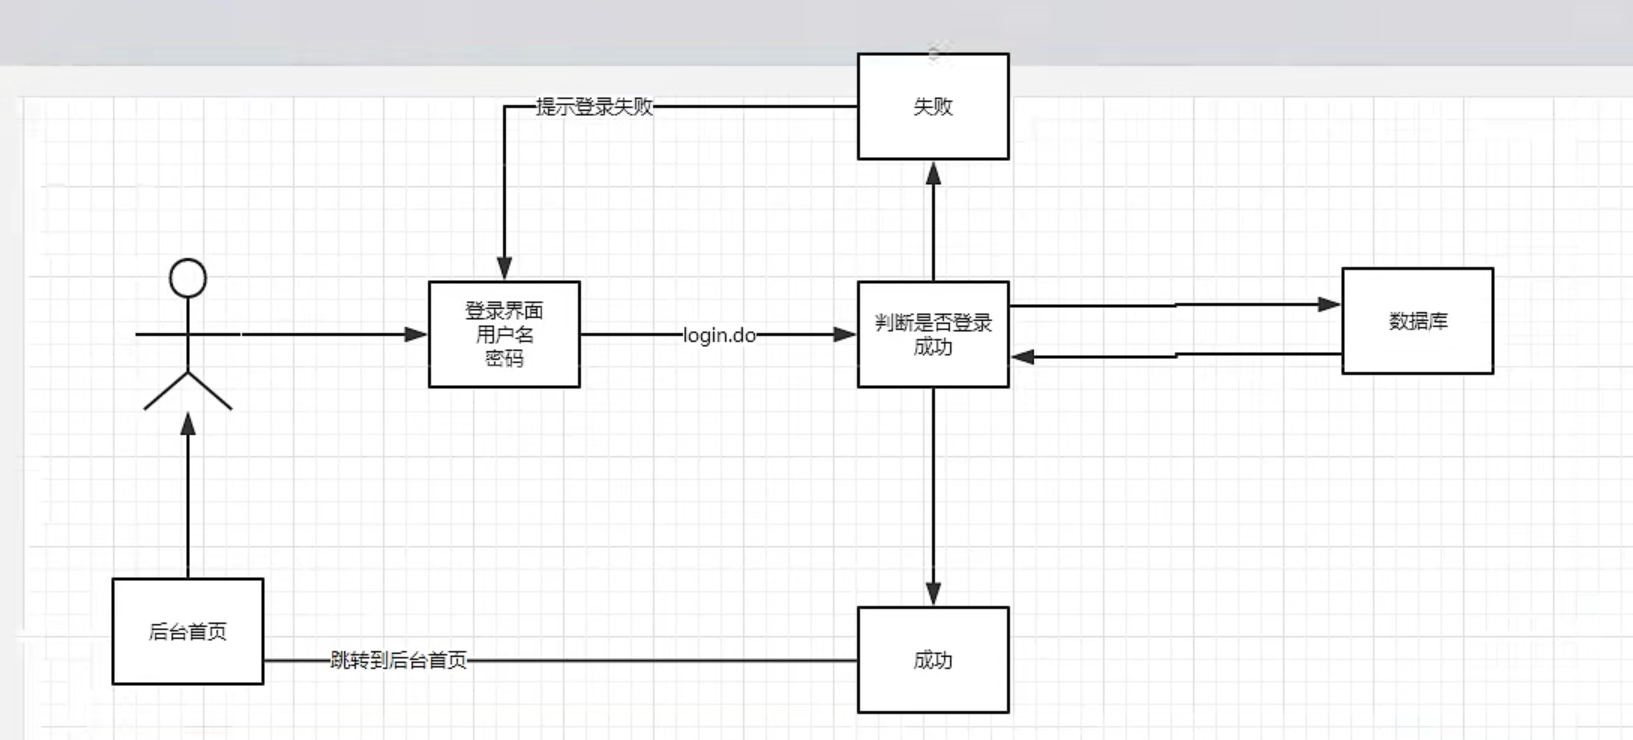 失败
提示登录失败
登录界面
用户名
密码
login.do
判断是否登录
成功
数据库
后台首页
跳转到后台首页
成功